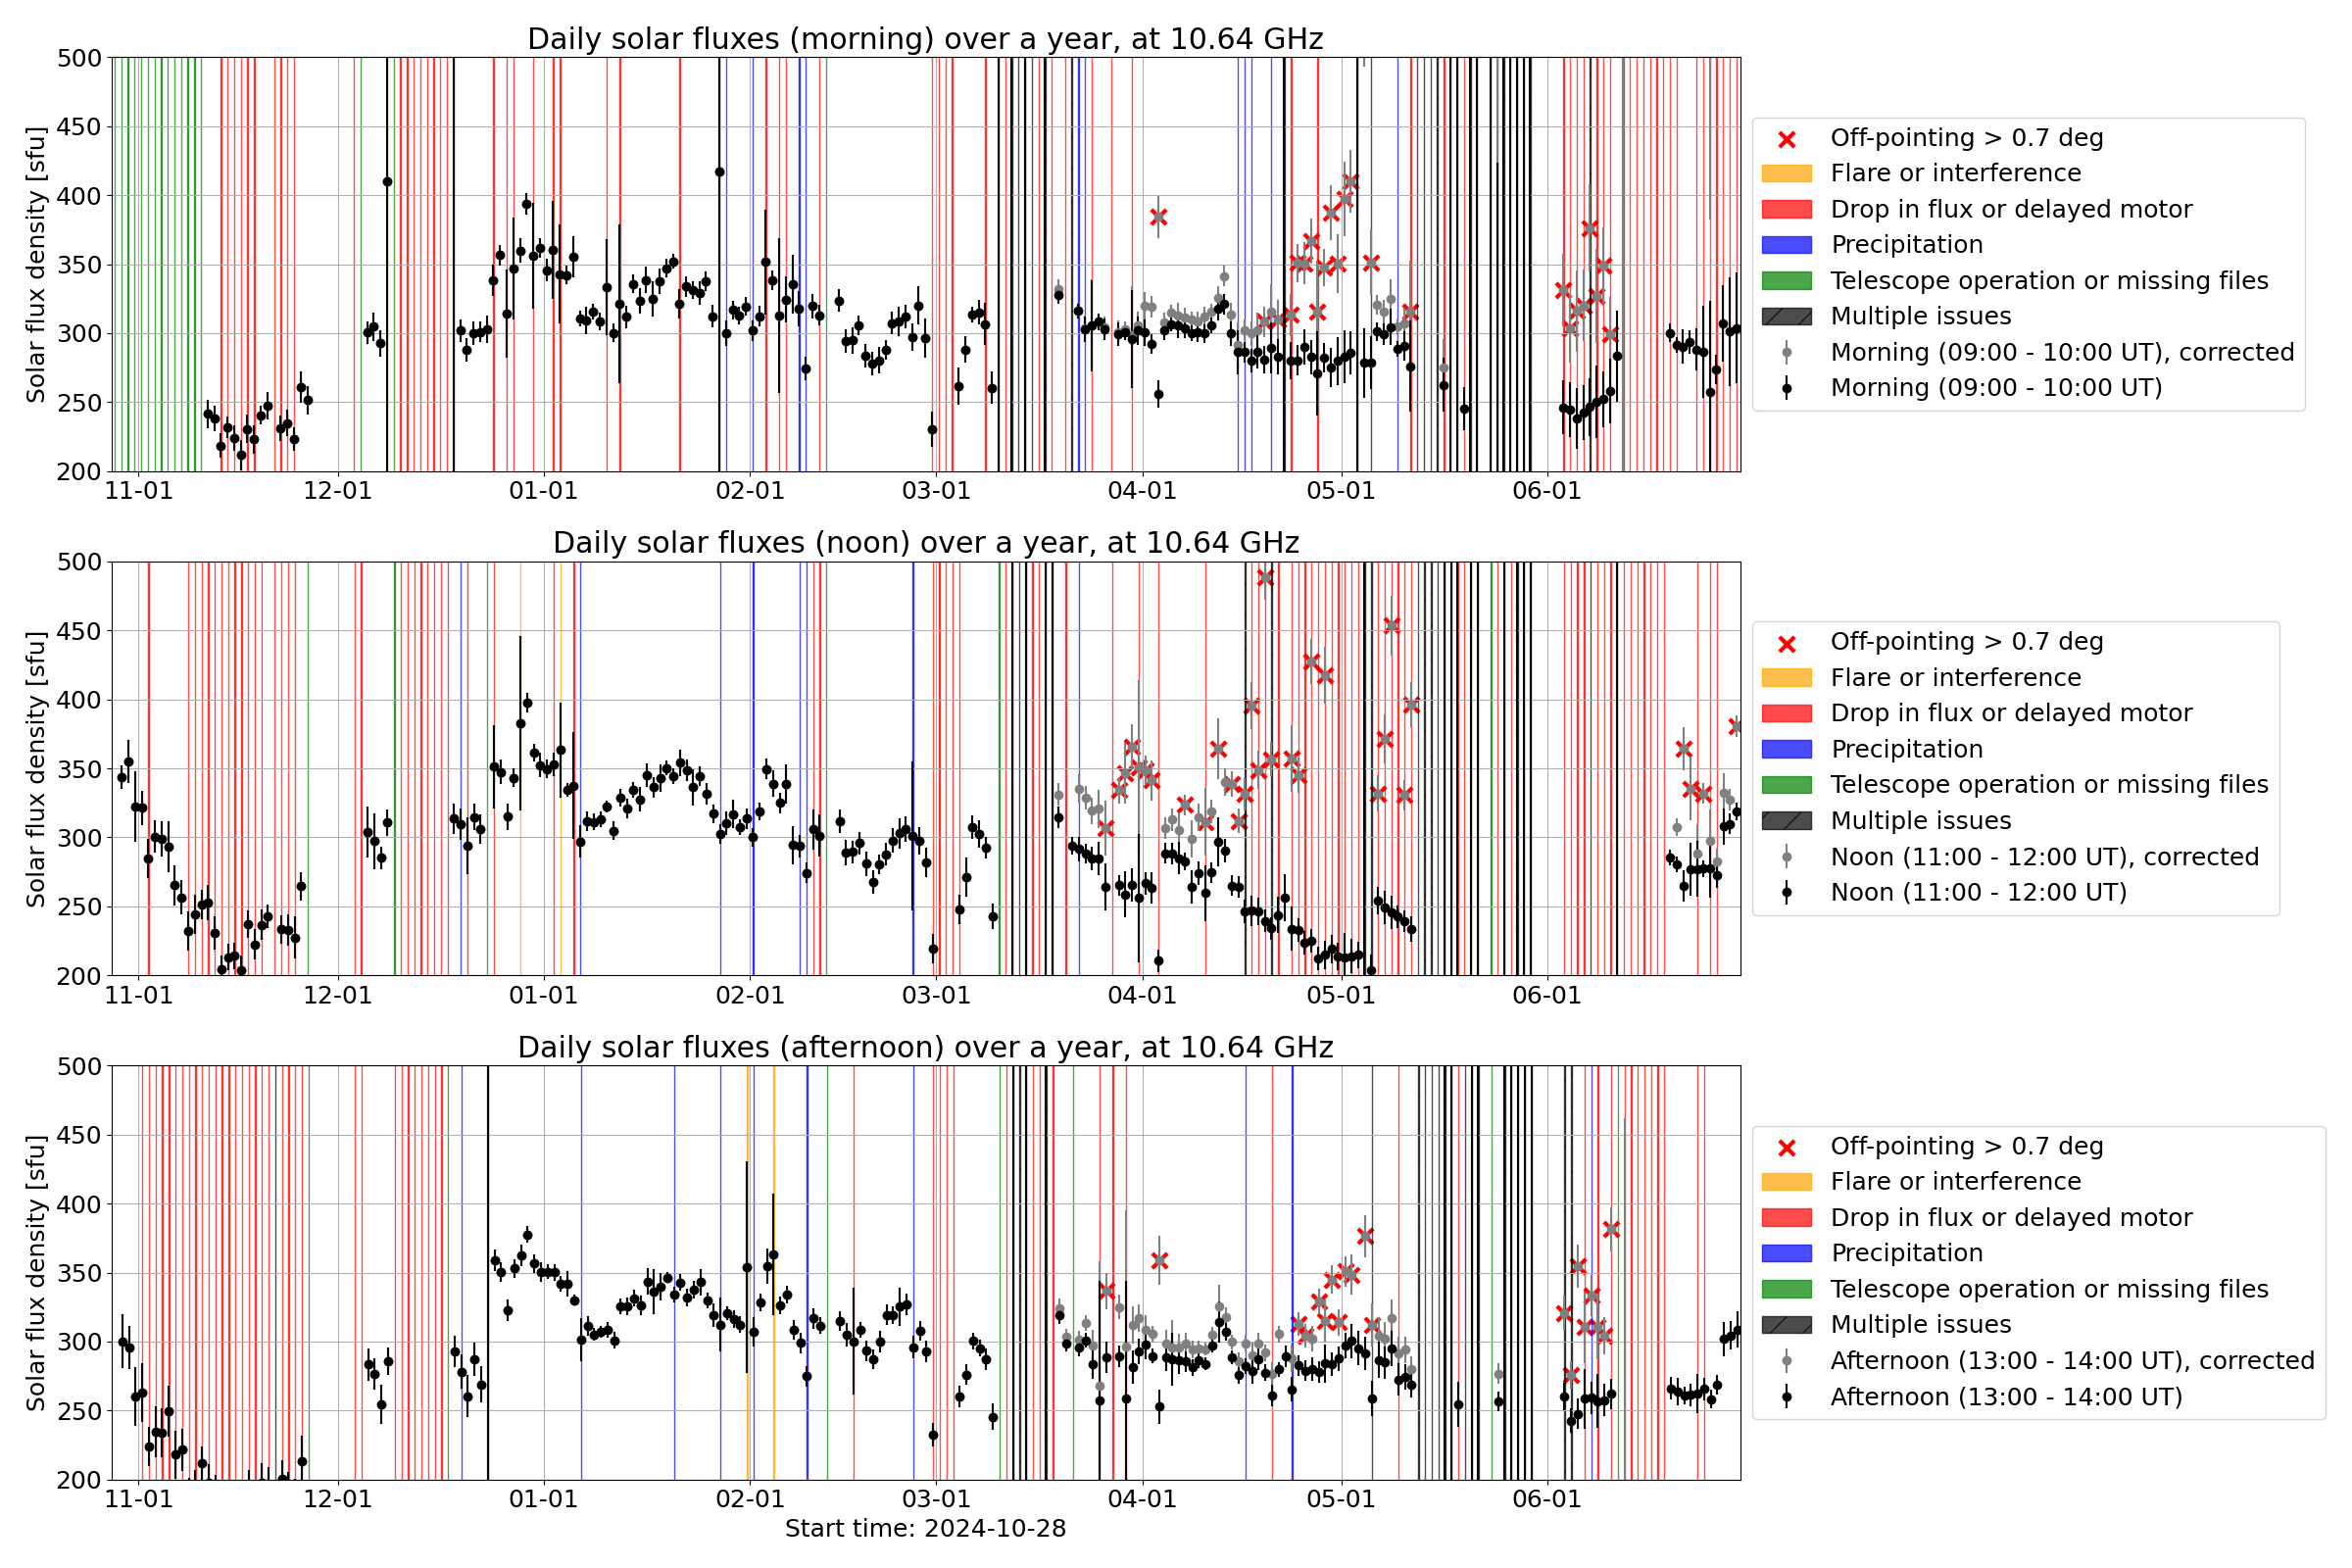 Daily solar fluxes (morning) over a year, at 10.64 GHz
Solar flux density [sfu]
500
450
400
350
300
250
200
11-01 12-01 01-01 02-01 03-01 04-01 05-01 06-01
Off-pointing > 0.7 deg
Flare or interference
Drop in flux or delayed motor
Precipitation
Telescope operation or missing files
Multiple issues
Morning (09:00 - 10:00 UT), corrected
Morning (09:00 - 10:00 UT)
Daily solar fluxes (noon) over a year, at 10.64 GHz
Solar flux density [sfu]
500
450
400
350
300
250
200
11-01 12-01 01-01 02-01 03-01 04-01 05-01 06-01
Off-pointing > 0.7 deg
Flare or interference
Drop in flux or delayed motor
Precipitation
Telescope operation or missing files
Multiple issues
Noon (11:00 - 12:00 UT), corrected
Noon (11:00 - 12:00 UT)
Daily solar fluxes (afternoon) over a year, at 10.64 GHz
Solar flux density [sfu]
500
450
400
350
300
250
200
11-01 12-01 01-01 02-01 03-01 04-01 05-01 06-01
Off-pointing > 0.7 deg
Flare or interference
Drop in flux or delayed motor
Precipitation
Telescope operation or missing files
Multiple issues
Afternoon (13:00 - 14:00 UT), corrected
Afternoon (13:00 - 14:00 UT)
Start time: 2024-10-28